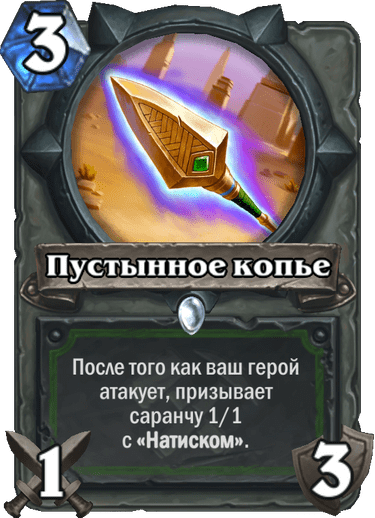 3
Пустынное копье
После того как ваш герой
атакует, призывает
саранчу 1/1
с «Натиском».
1
3